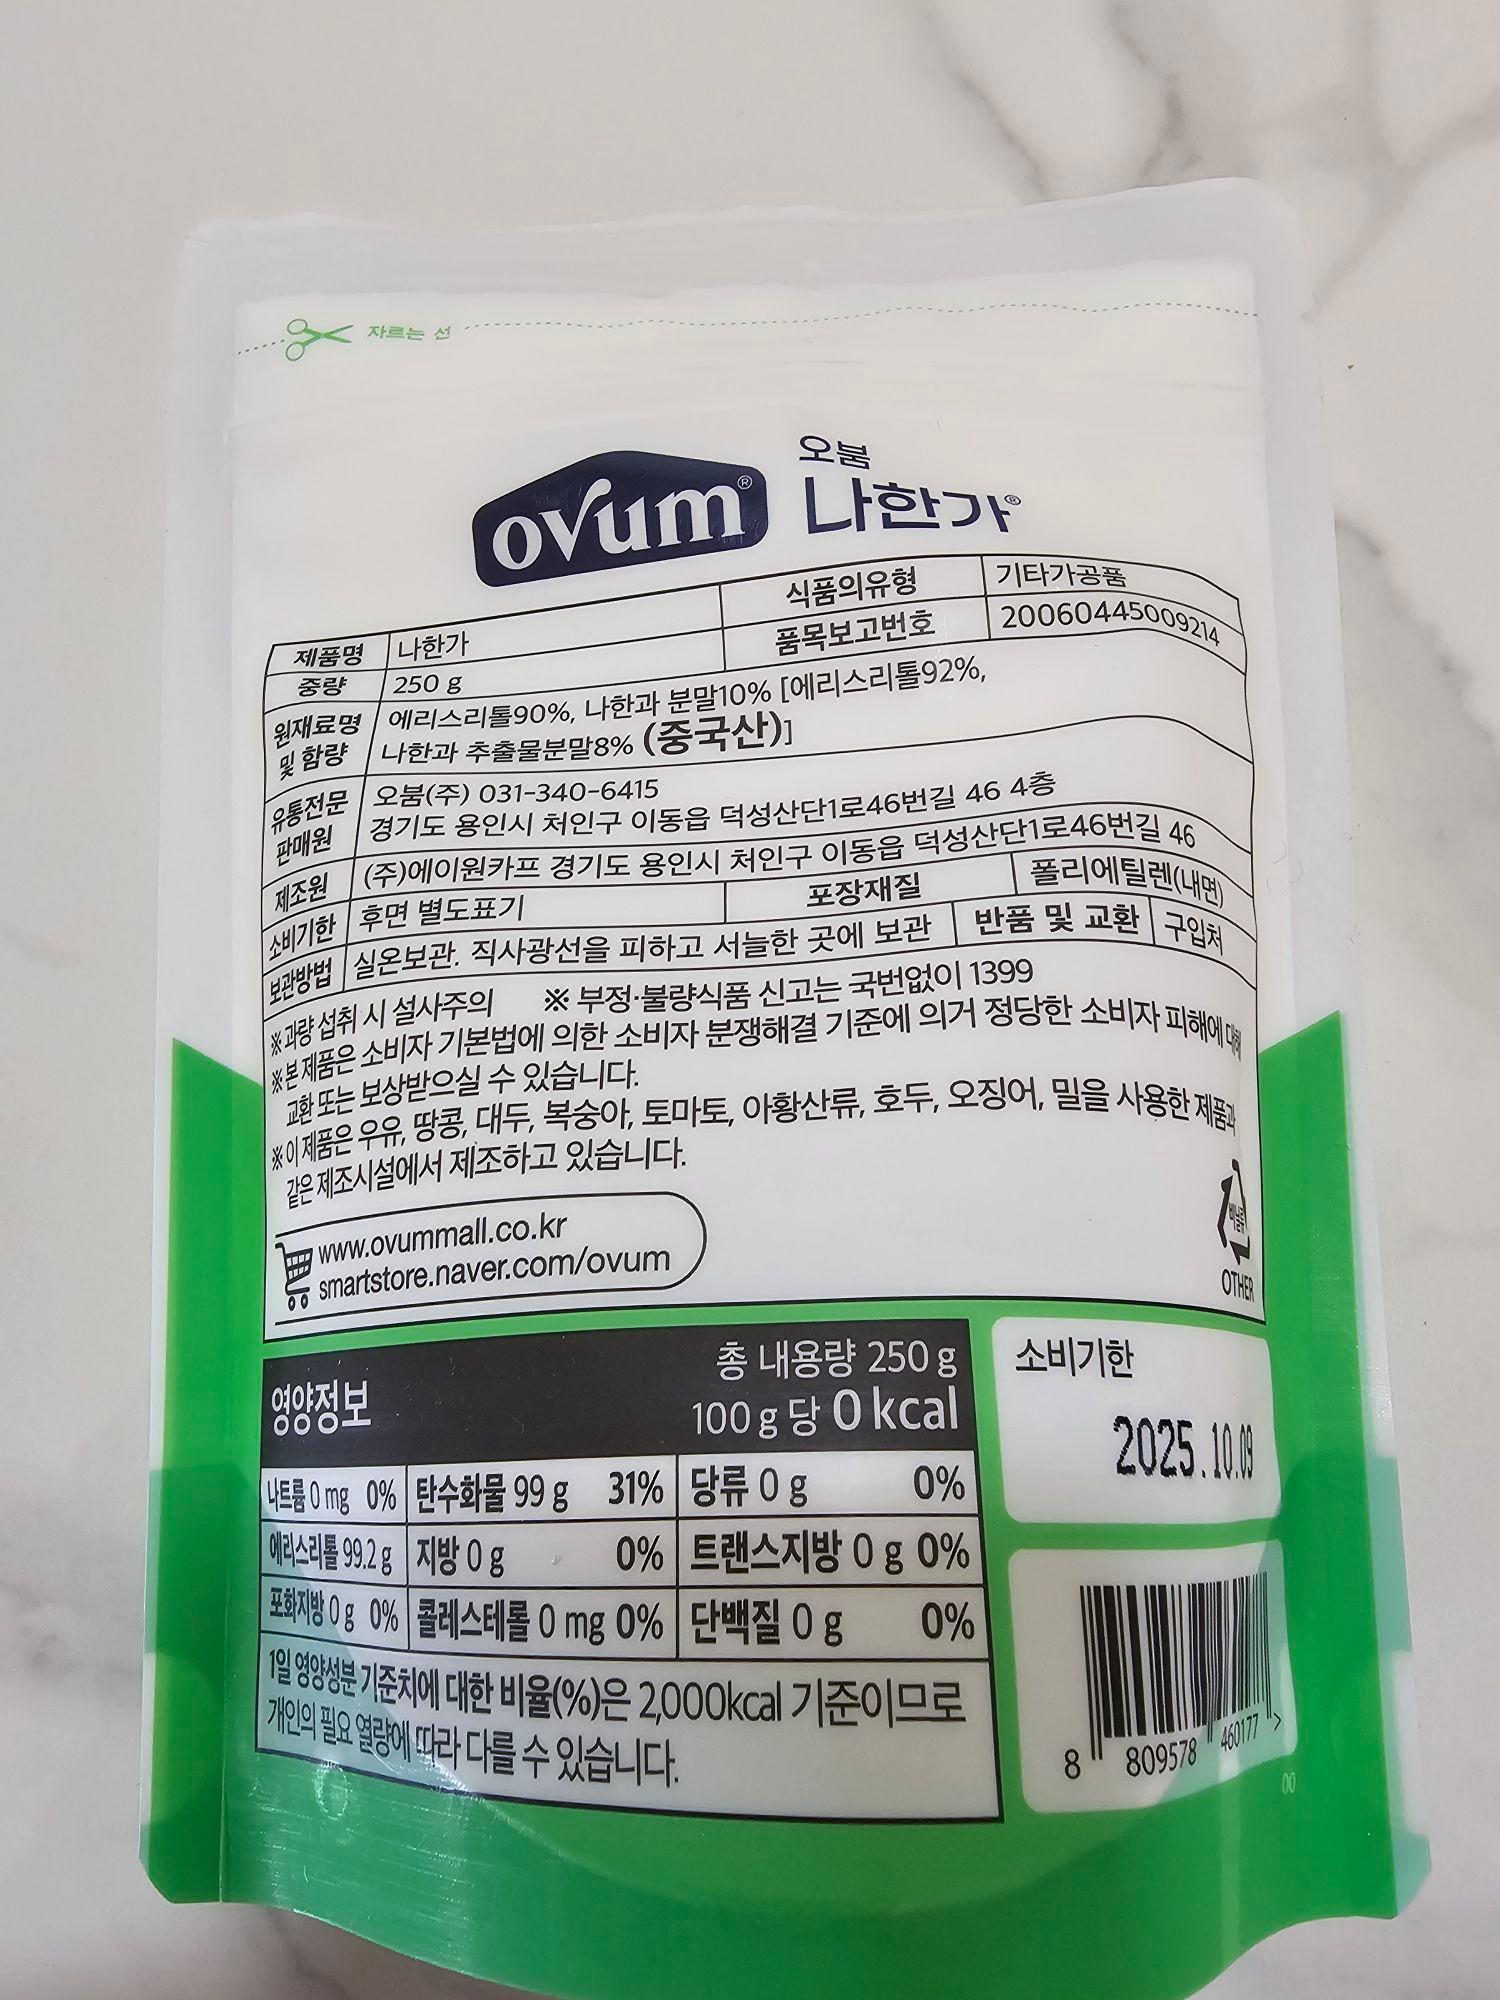 자르는 선
ovum® 오붐
나한가®
제품명 나한가 식품의유형 기타가공품
중량 250 g 품목보고번호 20060445009214
원재료명 및 함량 에리스리톨90%, 나한과 분말10% [에리스리톨92%,
나한과 추출물분말8% (중국산)]
유통전문 판매원 오붐(주) 031-340-6415
경기도 용인시 처인구 이동읍 덕성산단1로46번길 46 4층
제조원 (주)에이원카프 경기도 용인시 처인구 이동읍 덕성산단1로46번길 46
소비기한 후면 별도표기 포장재질 폴리에틸렌(내면)
보관방법 실온보관. 직사광선을 피하고 서늘한 곳에 보관 반품 및 교환 구입처
※ 과량 섭취 시 설사주의 ※ 부정·불량식품 신고는 국번없이 1399
※ 본 제품은 소비자 기본법에 의한 소비자 분쟁해결 기준에 의거 정당한 소비자 피해에 대해
교환 또는 보상받으실 수 있습니다.
※ 이 제품은 우유, 땅콩, 대두, 복숭아, 토마토, 아황산류, 호두, 오징어, 밀을 사용한 제품과
같은 제조시설에서 제조하고 있습니다.
www.ovummall.co.kr
smartstore.naver.com/ovum
비닐류
OTHER
영양정보 총 내용량 250 g
100 g 당 0 kcal
나트륨 0 mg 0% 탄수화물 99 g 31% 당류 0 g 0%
에리스리톨 99.2 g 지방 0 g 0% 트랜스지방 0 g 0%
포화지방 0 g 0% 콜레스테롤 0 mg 0% 단백질 0 g 0%
1일 영양성분 기준치에 대한 비율(%)은 2,000kcal 기준이므로
개인의 필요 열량에 따라 다를 수 있습니다.
소비기한
2025.10.09
8 809578 460177 >